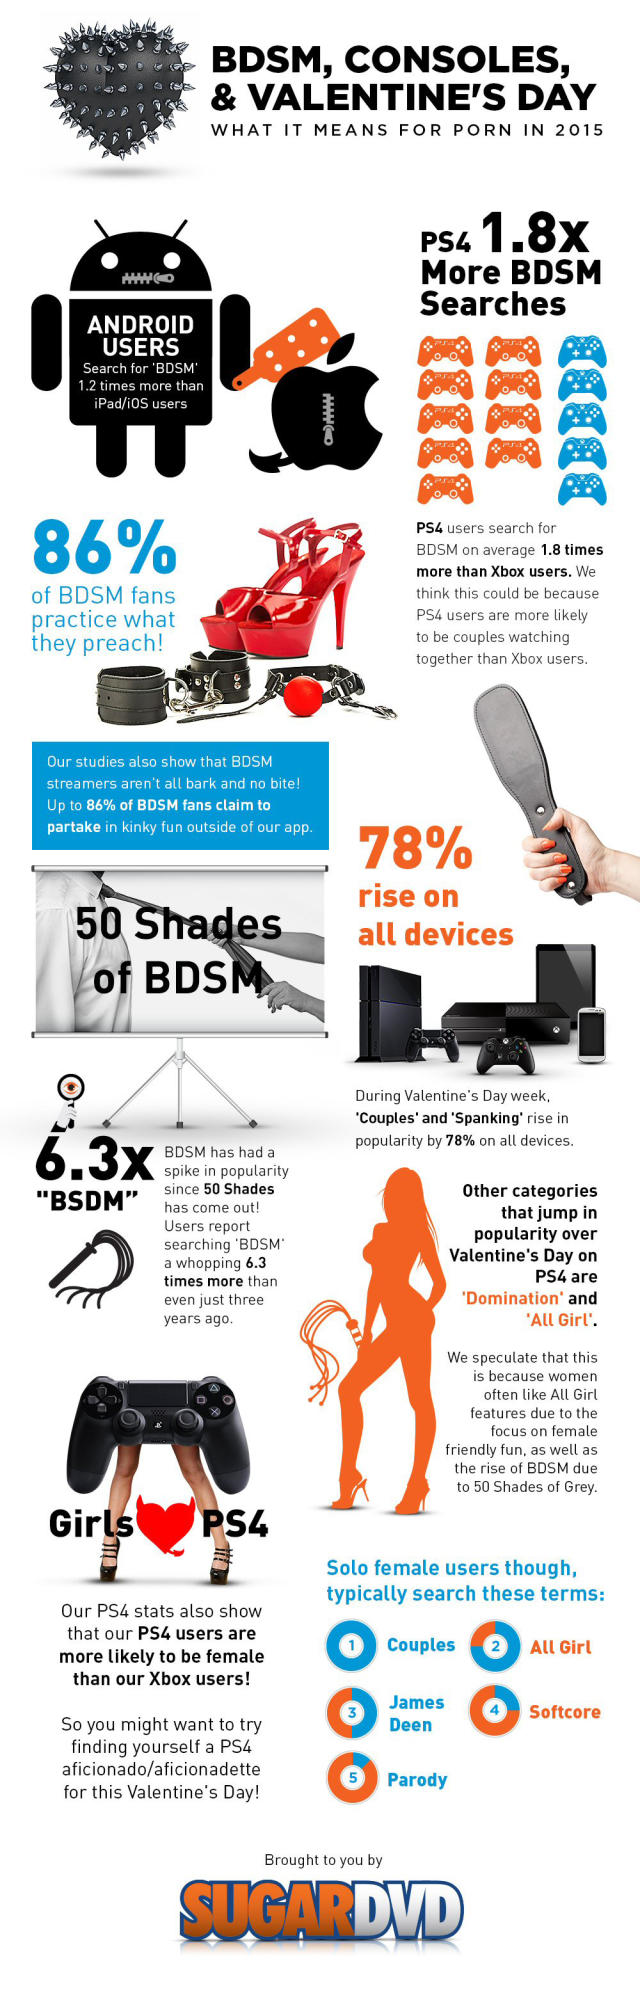 BDSM, CONSOLES,
& VALENTINE'S DAY
WHAT IT MEANS FOR PORN IN 2015
ANDROID
USERS
Search for 'BDSM'
1.2 times more than
iPad/iOS users
PS4 1.8x
More BDSM
Searches
PS4 users search for
BDSM on average 1.8 times
more than Xbox users. We
think this could be because
PS4 users are more likely
to be couples watching
together than Xbox users.
86%
of BDSM fans
practice what
they preach!
Our studies also show that BDSM
streamers aren't all bark and no bite!
Up to 86% of BDSM fans claim to
partake in kinky fun outside of our app.
78%
rise on
all devices
During Valentine's Day week,
'Couples' and 'Spanking' rise in
popularity by 78% on all devices.
50 Shades
of BDSM
6.3x
"BSDM"
BDSM has had a
spike in popularity
since 50 Shades
has come out!
Users report
searching 'BDSM'
a whopping 6.3
times more than
even just three
years ago.
Other categories
that jump in
popularity over
Valentine's Day on
PS4 are
'Domination' and
'All Girl'.
We speculate that this
is because women
often like All Girl
features due to the
focus on female
friendly fun, as well as
the rise of BDSM due
to 50 Shades of Grey.
Girls PS4
Our PS4 stats also show
that our PS4 users are
more likely to be female
than our Xbox users!
So you might want to try
finding yourself a PS4
aficionado/aficionadette
for this Valentine's Day!
Solo female users though,
typically search these terms:
1 Couples
2 All Girl
3 James
Deen
4 Softcore
5 Parody
Brought to you by
SUGARDVD